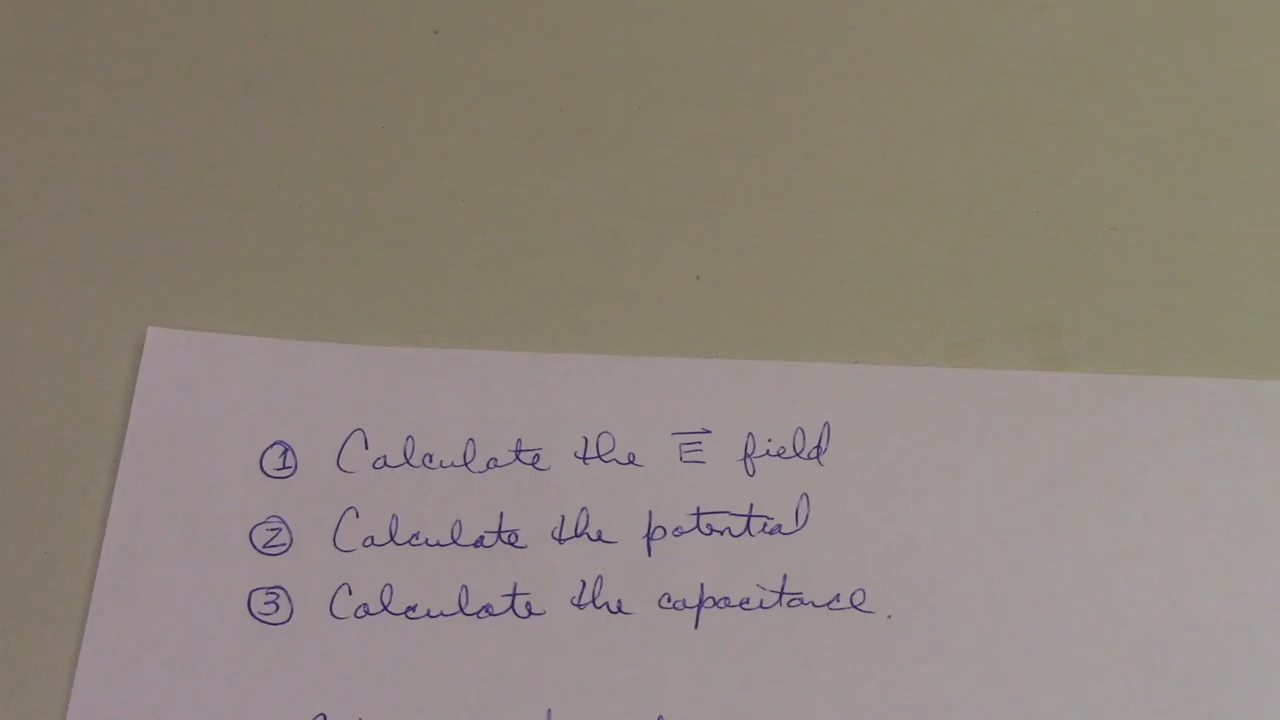 ① Calculate the E⃗ field
② Calculate the potential
③ Calculate the capacitance.